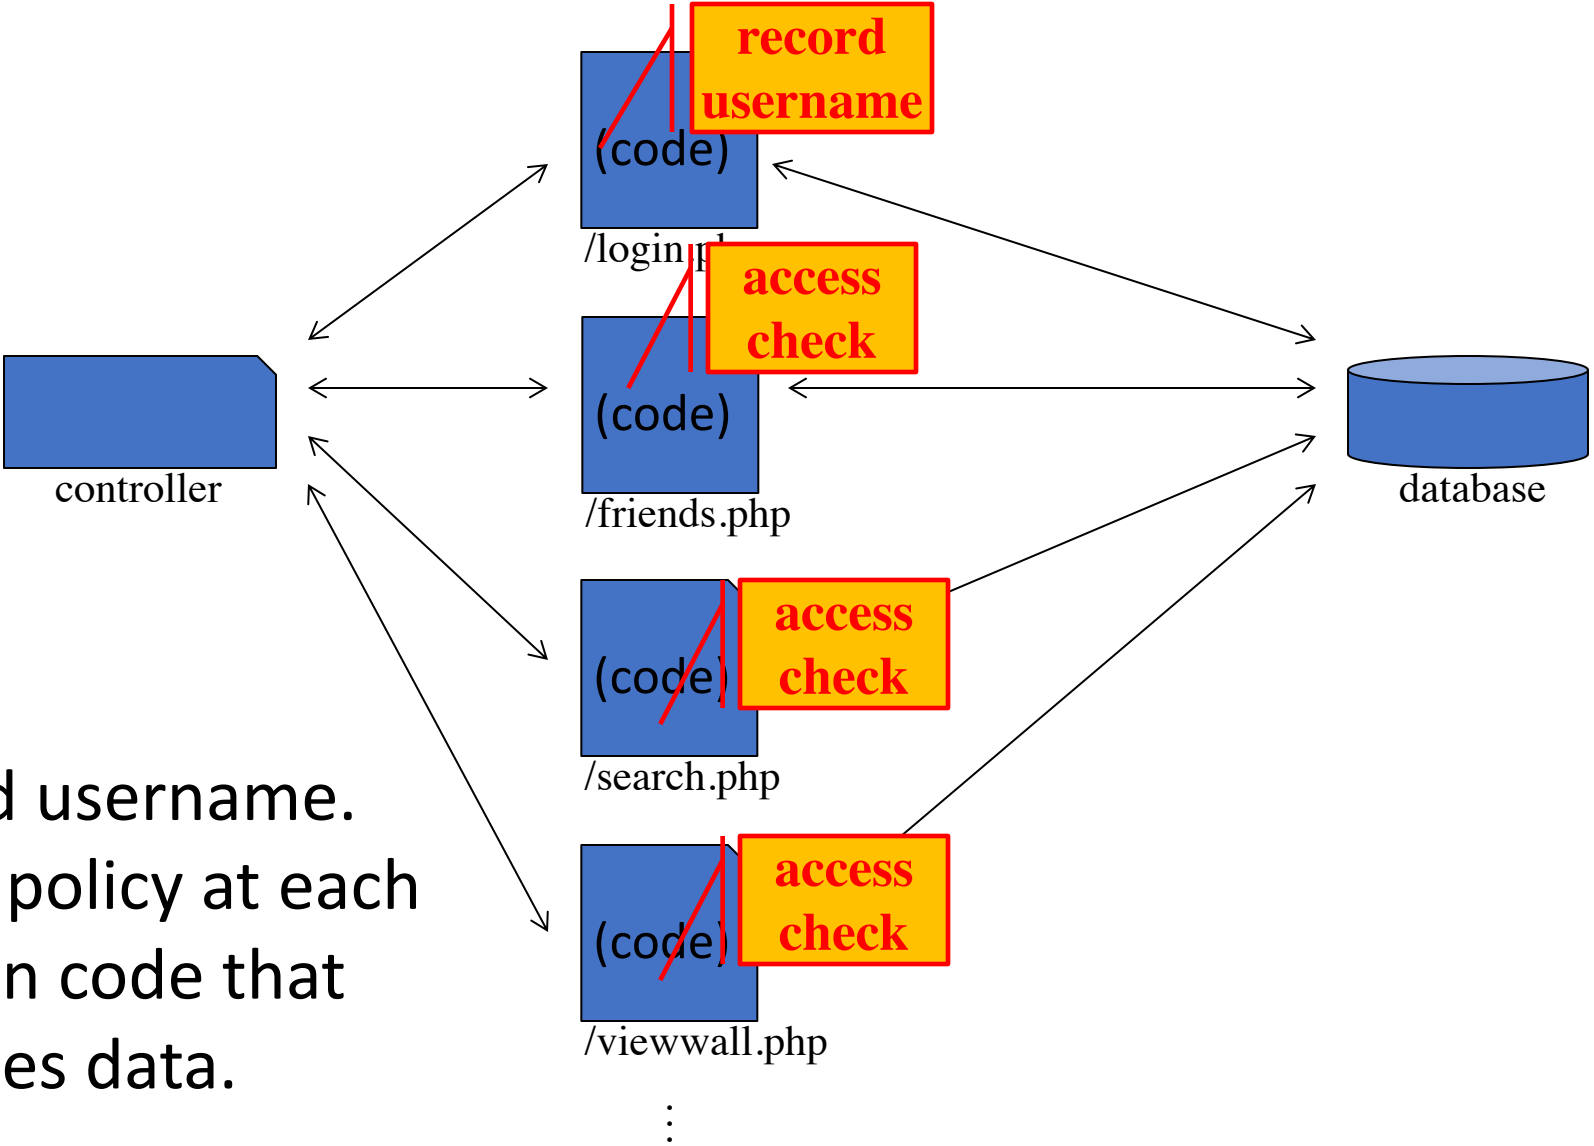 record
username
(code)
/login.ph
access
check
(code)
/friends.php
controller
database
access
check
(code)
/search.php
d username.
policy at each
n code that
es data.
access
check
(code)
/viewwall.php
⋮